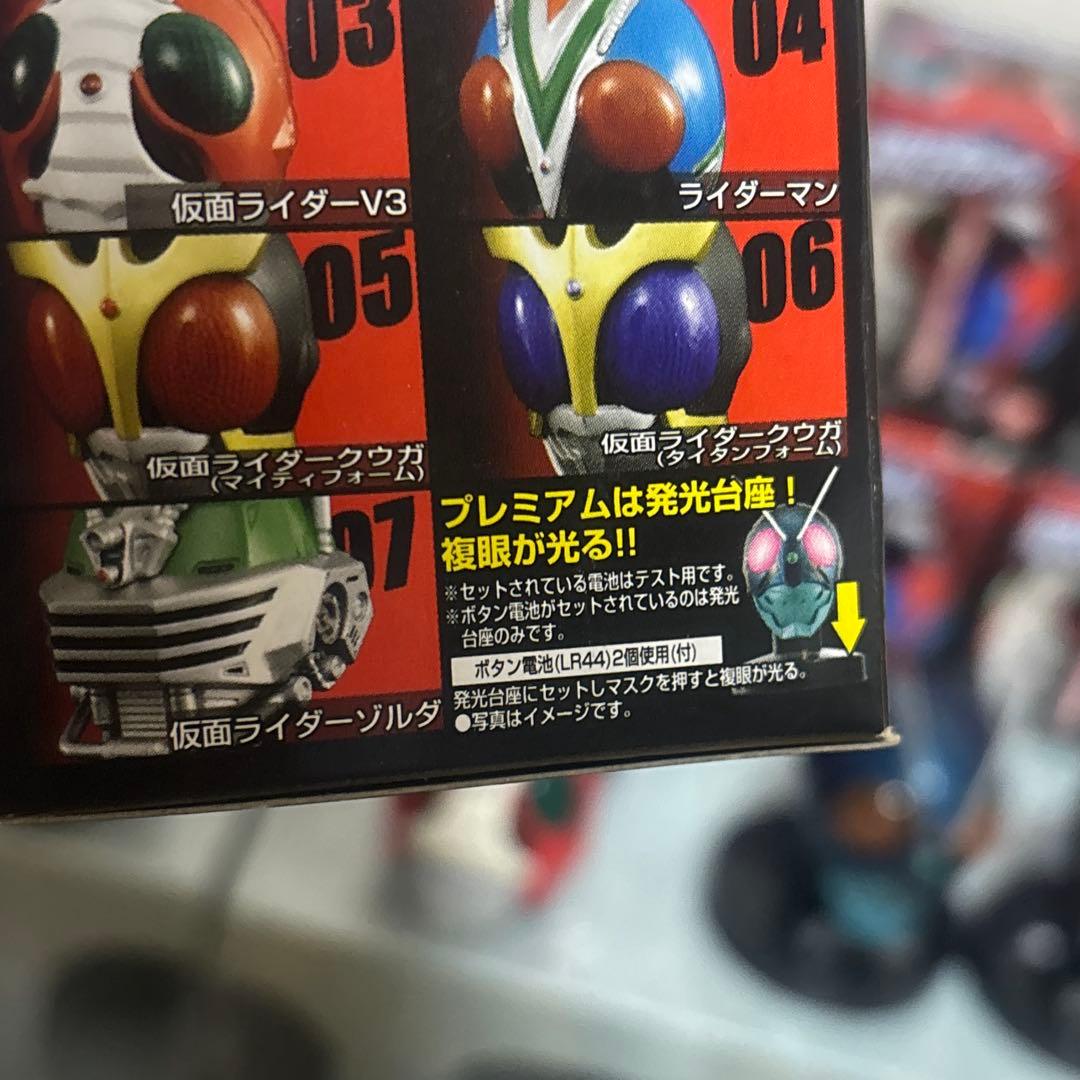 03
仮面ライダーV3
04
ライダーマン
05
仮面ライダークウガ
(マイティフォーム)
06
仮面ライダークウガ
(タイタンフォーム)
07
仮面ライダーゾルダ
プレミアムは発光台座!
複眼が光る!!
※セットされている電池はテスト用です。
※ボタン電池がセットされているのは発光
台座のみです。
ボタン電池(LR44)2個使用(付)
発光台座にセットしマスクを押すと複眼が光る。
●写真はイメージです。